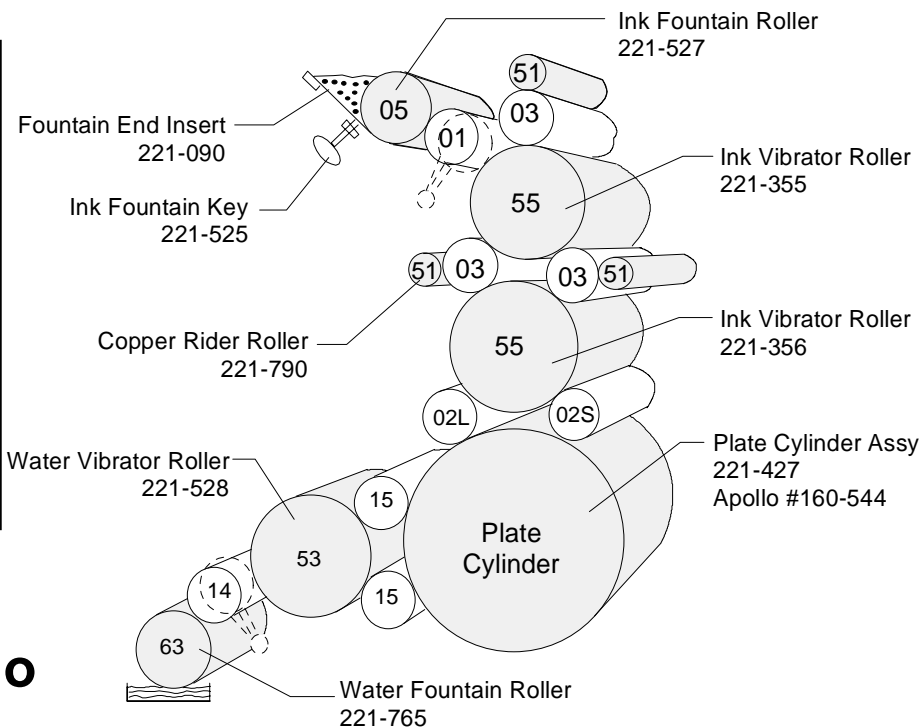 Ink Fountain Roller
221-527
51
05
03
01
Fountain End Insert
221-090
Ink Vibrator Roller
221-355
Ink Fountain Key
221-525
55
51
03
03
51
Copper Rider Roller
221-790
55
Ink Vibrator Roller
221-356
02L
02S
Plate Cylinder Assy
221-427
Apollo #160-544
Water Vibrator Roller
221-528
15
Plate
Cylinder
53
14
15
63
o
Water Fountain Roller
221-765